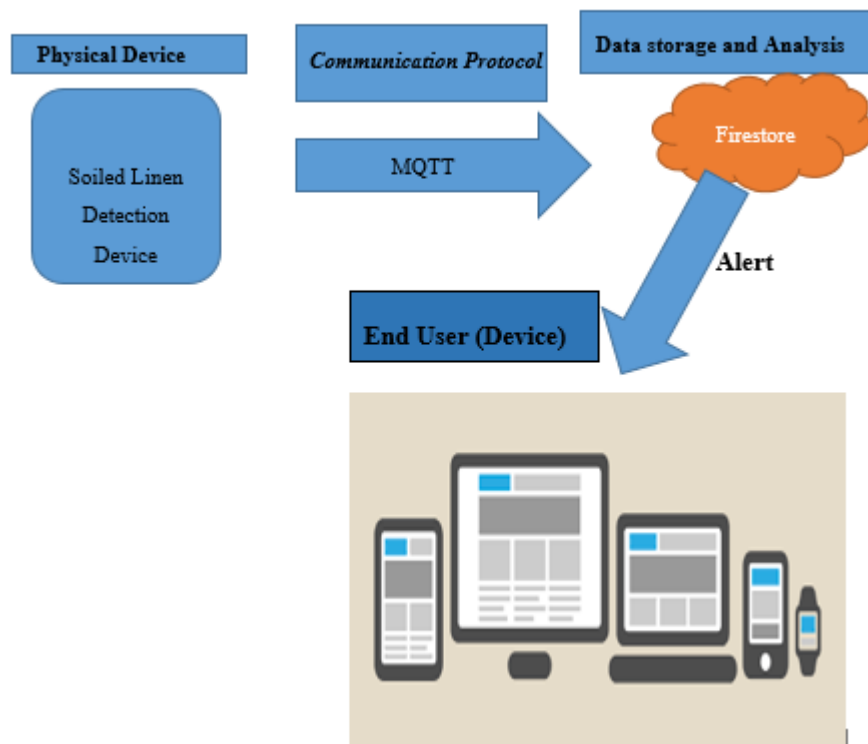 Physical Device
Communication Protocol
Data storage and Analysis
Soiled Linen
Detection
Device
MQTT
Firestore
Alert
End User (Device)